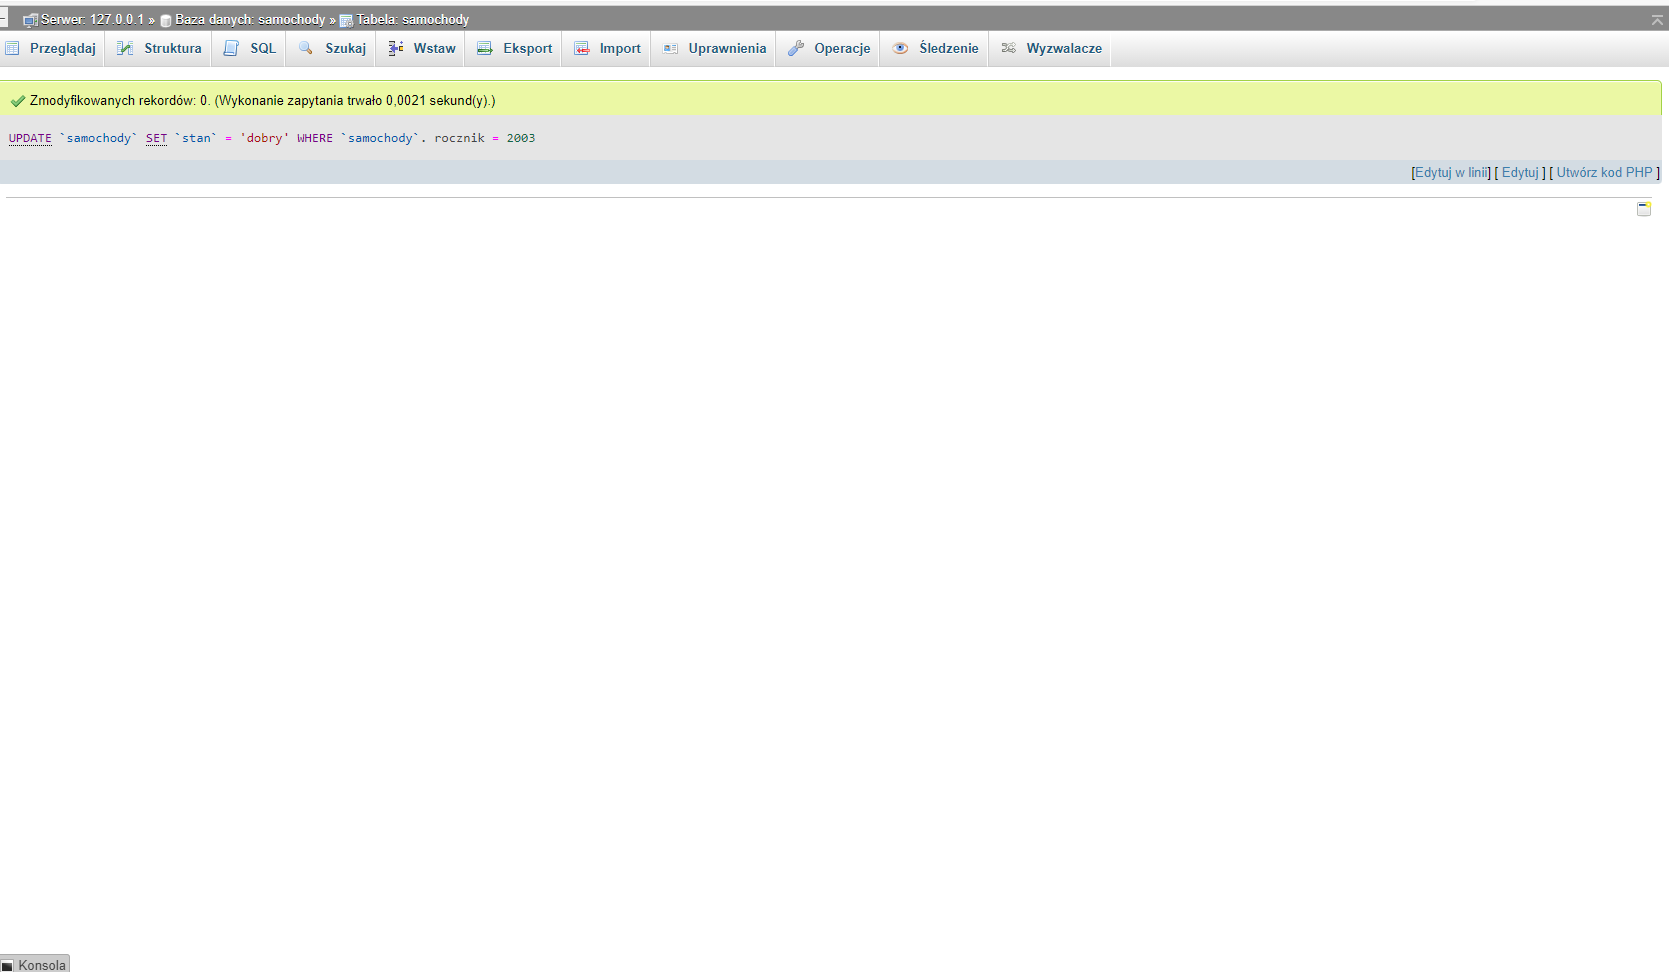 Serwer: 127.0.0.1 » Baza danych: samochody » Tabela: samochody
Przeglądaj Struktura SQL Szukaj Wstaw Eksport Import Uprawnienia Operacje Śledzenie Wyzwalacze
Zmodyfikowanych rekordów: 0. (Wykonanie zapytania trwało 0,0021 sekund(y).)
UPDATE `samochody` SET `stan` = 'dobry' WHERE `samochody`. rocznik = 2003
[Edytuj w linii] [ Edytuj ] [ Utwórz kod PHP ]
Konsola